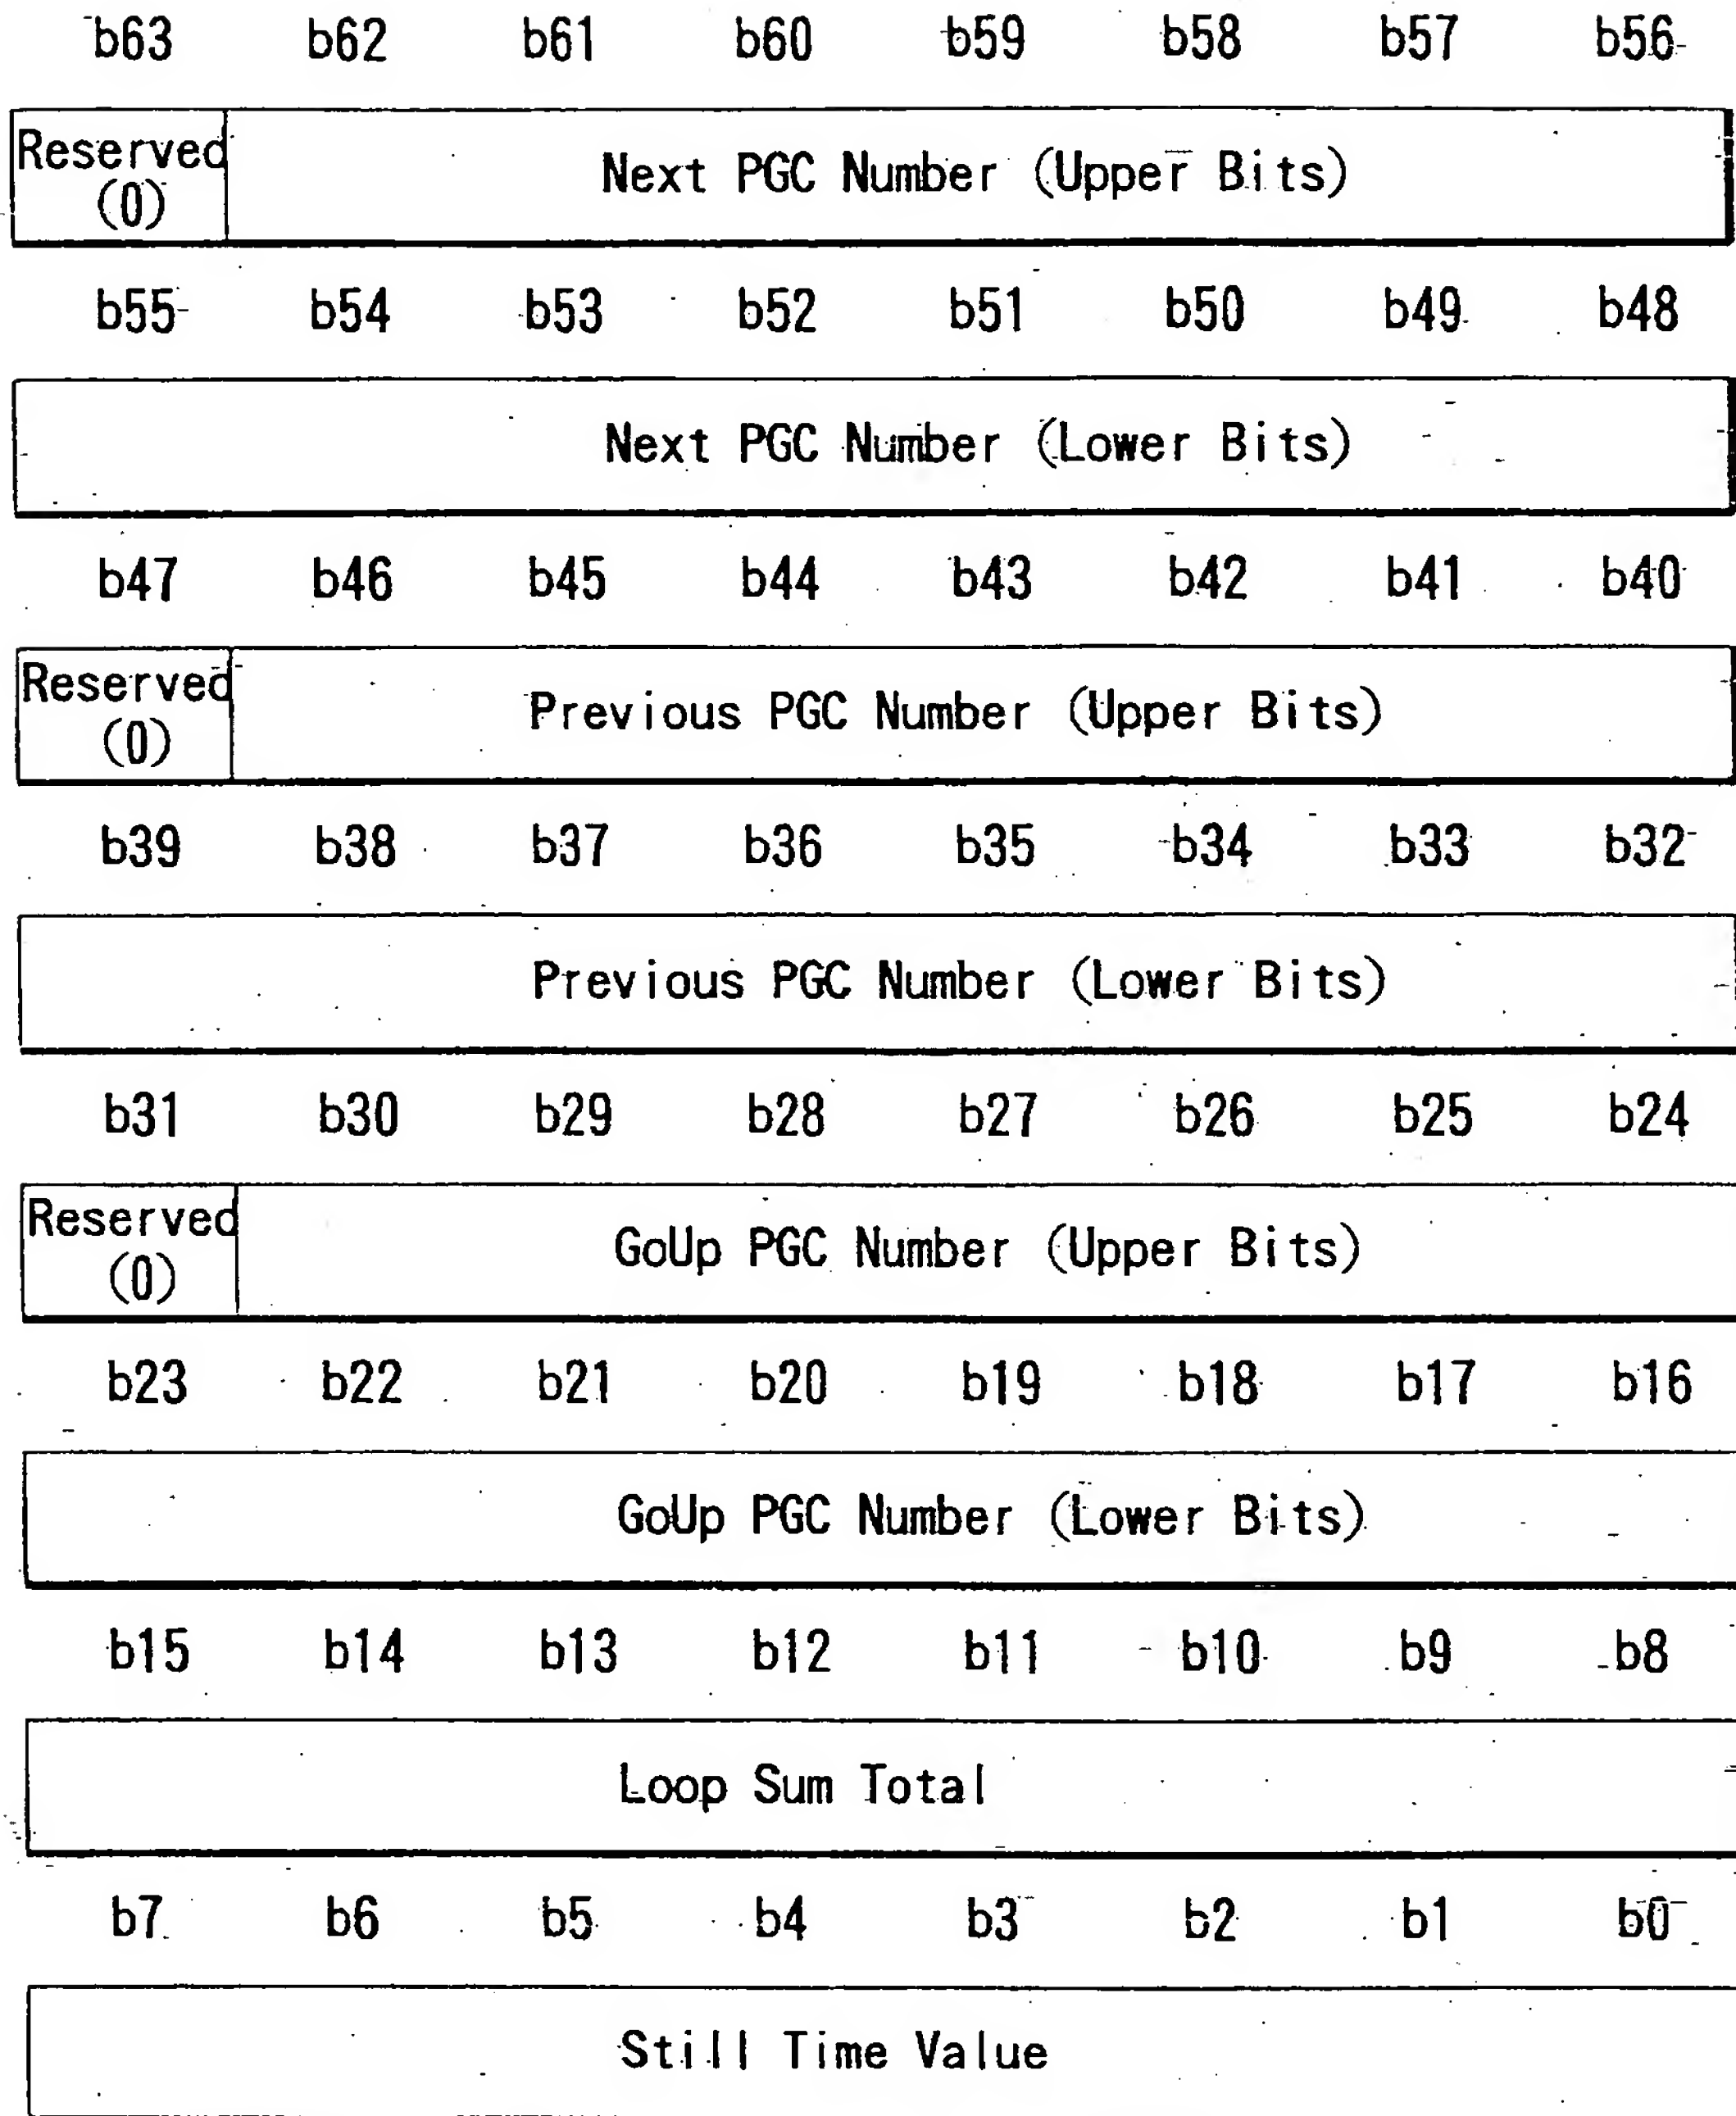 b63 b62 b61 b60 b59 b58 b57 b56
Reserved
(0)
Next PGC Number (Upper Bits)
b55 b54 b53 b52 b51 b50 b49 b48
Next PGC Number (Lower Bits)
b47 b46 b45 b44 b43 b42 b41 b40
Reserved
(0)
Previous PGC Number (Upper Bits)
b39 b38 b37 b36 b35 b34 b33 b32
Previous PGC Number (Lower Bits)
b31 b30 b29 b28 b27 b26 b25 b24
Reserved
(0)
GoUp PGC Number (Upper Bits)
b23 b22 b21 b20 b19 b18 b17 b16
GoUp PGC Number (Lower Bits)
b15 b14 b13 b12 b11 b10 b9 b8
Loop Sum Total
b7 b6 b5 b4 b3 b2 b1 b0
Still Time Value